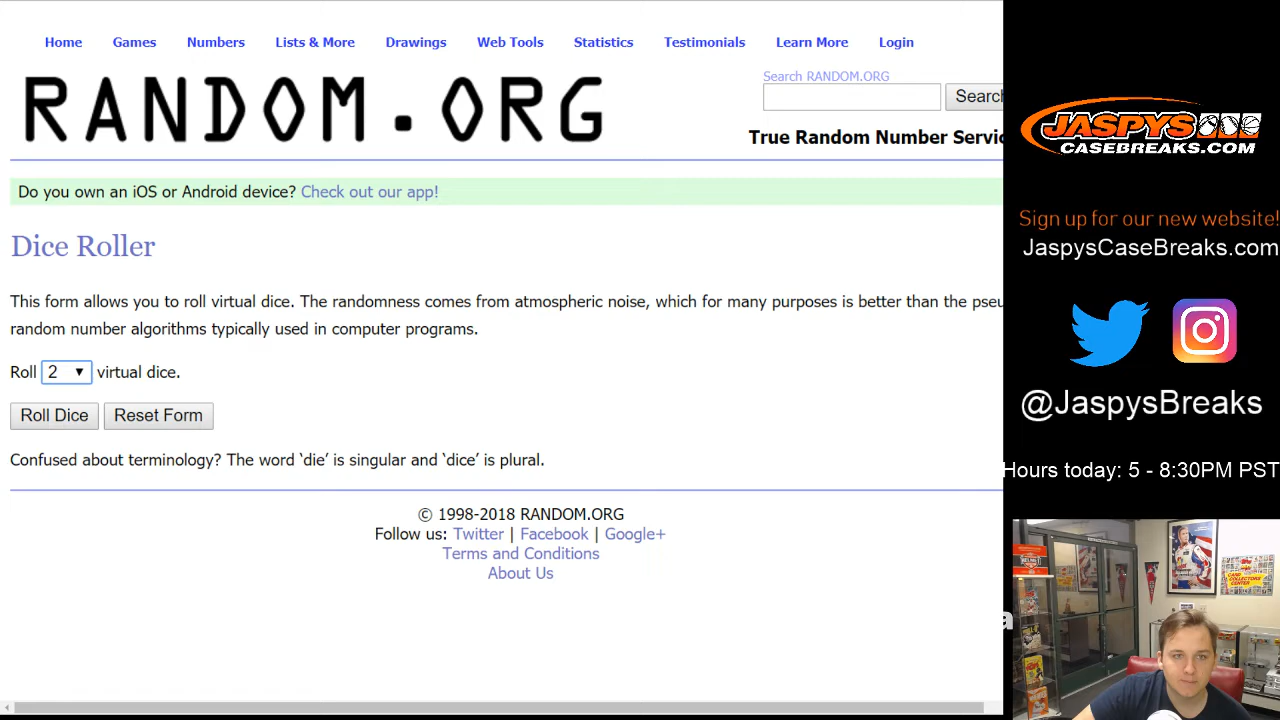 Home Games Numbers Lists & More Drawings Web Tools Statistics Testimonials Learn More Login
RANDOM.ORG
Search RANDOM.ORG
Search
True Random Number Servic
Do you own an iOS or Android device? Check out our app!
Dice Roller
This form allows you to roll virtual dice. The randomness comes from atmospheric noise, which for many purposes is better than the pseu
random number algorithms typically used in computer programs.
Roll 2 virtual dice.
Roll Dice Reset Form
Confused about terminology? The word ‘die’ is singular and ‘dice’ is plural.
© 1998-2018 RANDOM.ORG
Follow us: Twitter | Facebook | Google+
Terms and Conditions
About Us
JASPYS
CASEBREAKS.COM
Sign up for our new website!
JaspysCaseBreaks.com
@JaspysBreaks
Hours today: 5 - 8:30PM PST